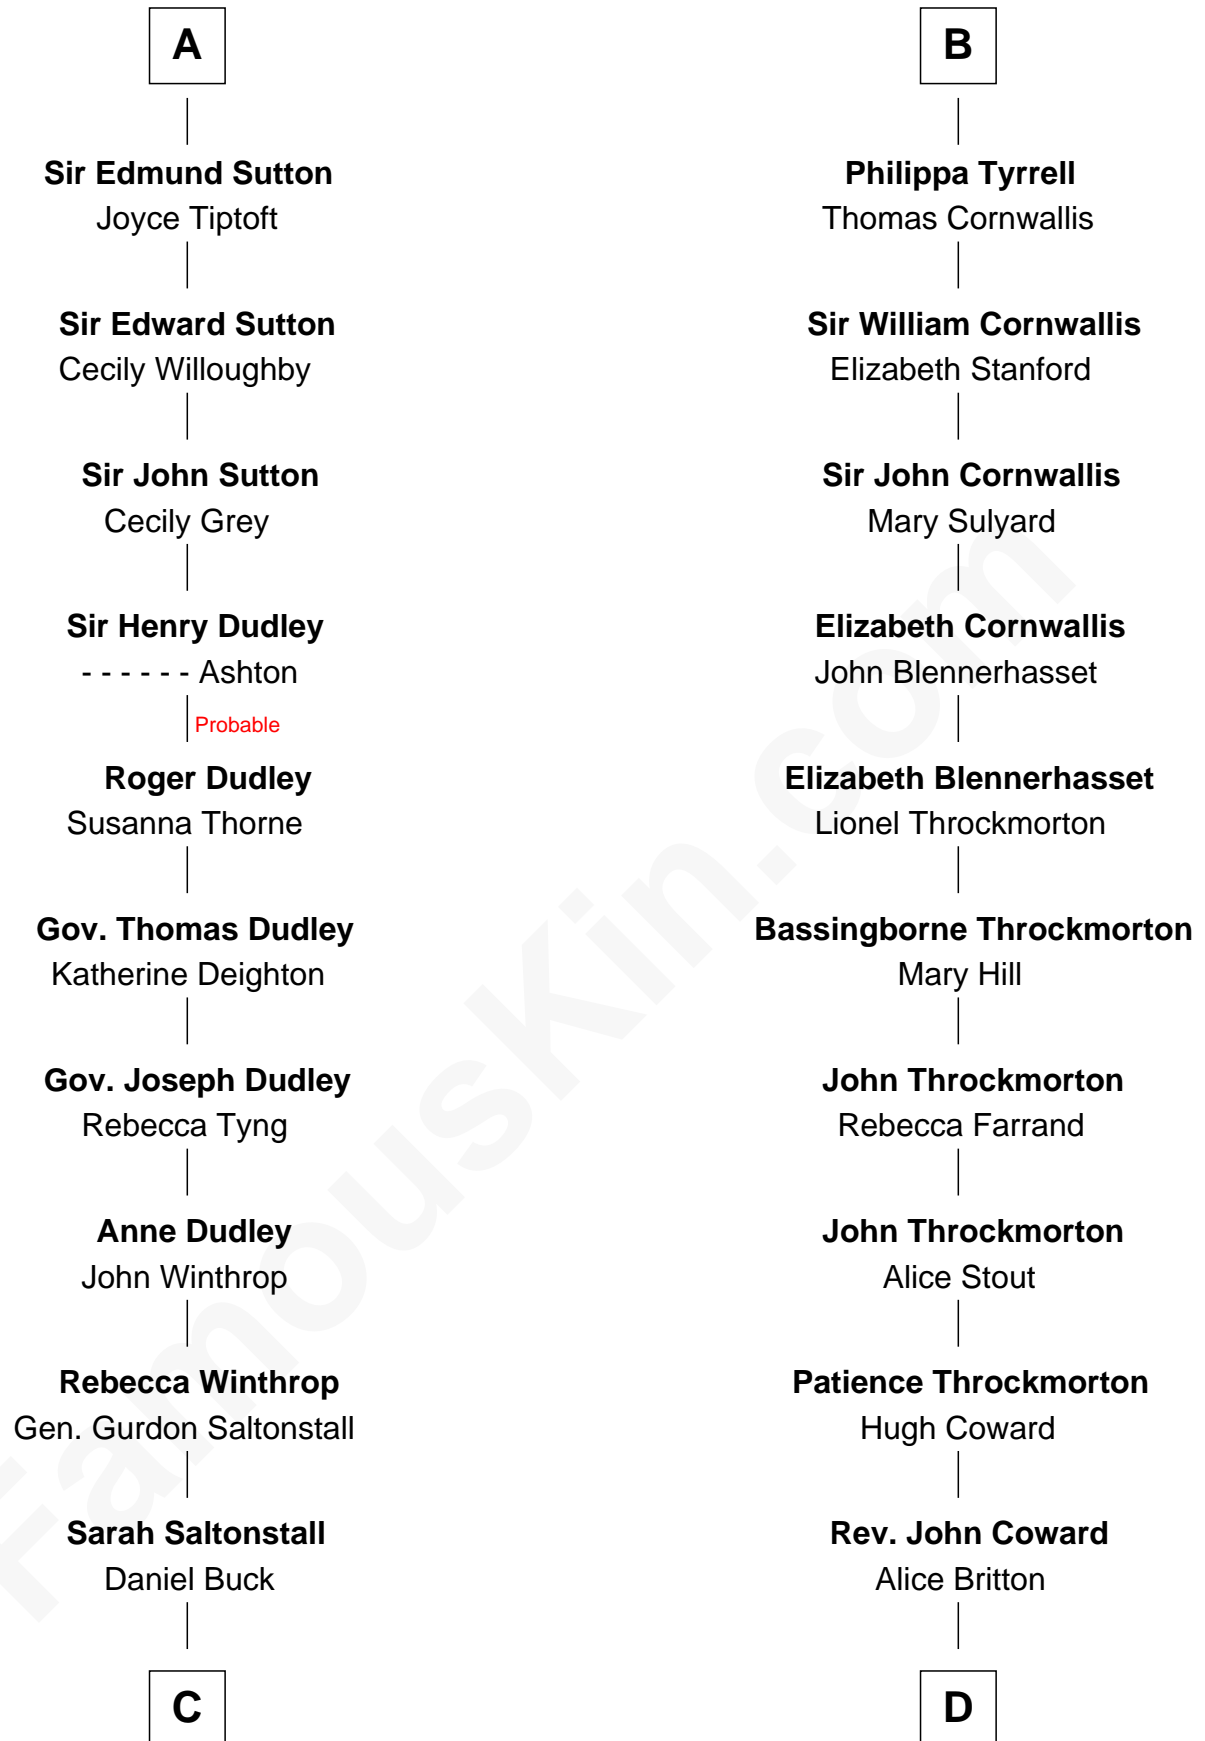 A
Sir Edmund Sutton
Joyce Tiptoft
Sir Edward Sutton
Cecily Willoughby
Sir John Sutton
Cecily Grey
Sir Henry Dudley
- - - - - - Ashton
Probable
Roger Dudley
Susanna Thorne
Gov. Thomas Dudley
Katherine Deighton
Gov. Joseph Dudley
Rebecca Tyng
Anne Dudley
John Winthrop
Rebecca Winthrop
Gen. Gurdon Saltonstall
Sarah Saltonstall
Daniel Buck
C
B
Philippa Tyrrell
Thomas Cornwallis
Sir William Cornwallis
Elizabeth Stanford
Sir John Cornwallis
Mary Sulyard
Elizabeth Cornwallis
John Blennerhasset
Elizabeth Blennerhasset
Lionel Throckmorton
Bassingborne Throckmorton
Mary Hill
John Throckmorton
Rebecca Farrand
John Throckmorton
Alice Stout
Patience Throckmorton
Hugh Coward
Rev. John Coward
Alice Britton
D
FamousKin.com